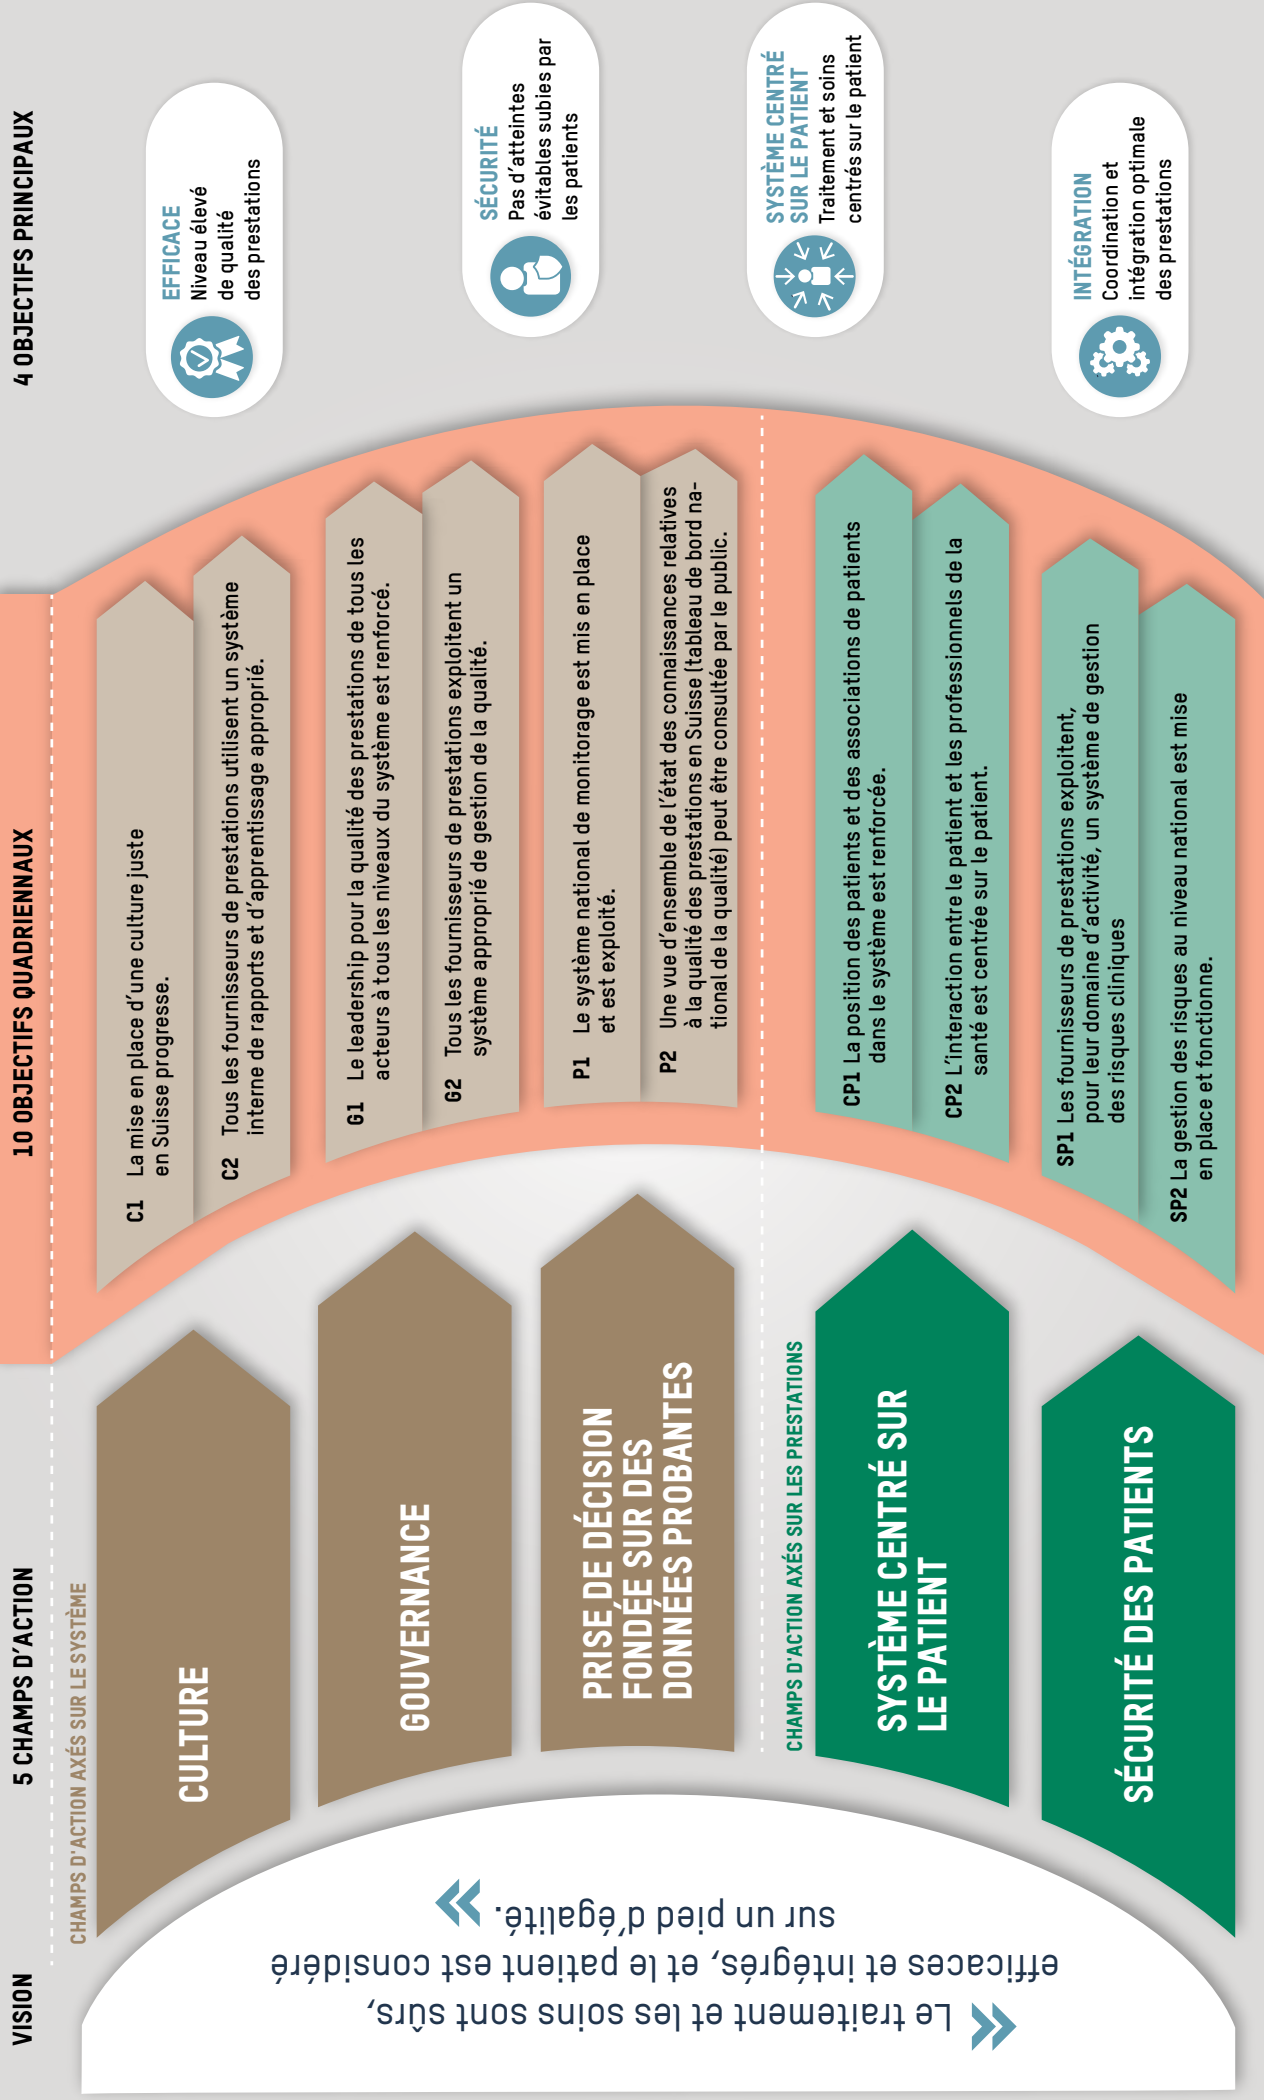 VISION
5 CHAMPS D'ACTION
10 OBJECTIFS QUADRIENNAUX
4 OBJECTIFS PRINCIPAUX
« Le traitement et les soins sont sûrs,
efficaces et intégrés, et le patient est considéré
sur un pied d'égalité. »
CHAMPS D'ACTION AXÉS SUR LE SYSTÈME
CULTURE
GOUVERNANCE
PRISE DE DÉCISION
FONDÉE SUR DES
DONNÉES PROBANTES
CHAMPS D'ACTION AXÉS SUR LES PRESTATIONS
SYSTÈME CENTRÉ SUR
LE PATIENT
SÉCURITÉ DES PATIENTS
C1 La mise en place d'une culture juste
en Suisse progresse.
C2 Tous les fournisseurs de prestations utilisent un système
interne de rapports et d'apprentissage approprié.
G1 Le leadership pour la qualité des prestations de tous les
acteurs à tous les niveaux du système est renforcé.
G2 Tous les fournisseurs de prestations exploitent un
système approprié de gestion de la qualité.
P1 Le système national de monitorage est mis en place
et est exploité.
P2 Une vue d'ensemble de l'état des connaissances relatives
à la qualité des prestations en Suisse (tableau de bord na-
tional de la qualité) peut être consultée par le public.
CP1 La position des patients et des associations de patients
dans le système est renforcée.
CP2 L'interaction entre le patient et les professionnels de la
santé est centrée sur le patient.
SP1 Les fournisseurs de prestations exploitent,
pour leur domaine d'activité, un système de gestion
des risques cliniques
SP2 La gestion des risques au niveau national est mise
en place et fonctionne.
EFFICACE
Niveau élevé
de qualité
des prestations
SÉCURITÉ
Pas d'atteintes
évitables subies par
les patients
SYSTÈME CENTRÉ
SUR LE PATIENT
Traitement et soins
centrés sur le patient
INTÉGRATION
Coordination et
intégration optimale
des prestations